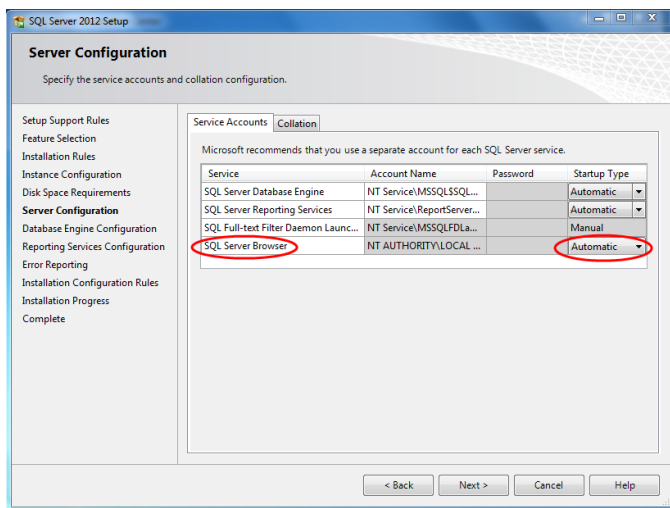 SQL Server 2012 Setup
Server Configuration
Specify the service accounts and collation configuration.
Setup Support Rules
Feature Selection
Installation Rules
Instance Configuration
Disk Space Requirements
Server Configuration
Database Engine Configuration
Reporting Services Configuration
Error Reporting
Installation Configuration Rules
Installation Progress
Complete
Service Accounts Collation
Microsoft recommends that you use a separate account for each SQL Server service.
Service Account Name Password Startup Type
SQL Server Database Engine NT Service\MSSQL$SQL... Automatic
SQL Server Reporting Services NT Service\ReportServer... Automatic
SQL Full-text Filter Daemon Launc... NT Service\MSSQLFDLa... Manual
SQL Server Browser NT AUTHORITY\LOCAL ... Automatic
< Back Next > Cancel Help